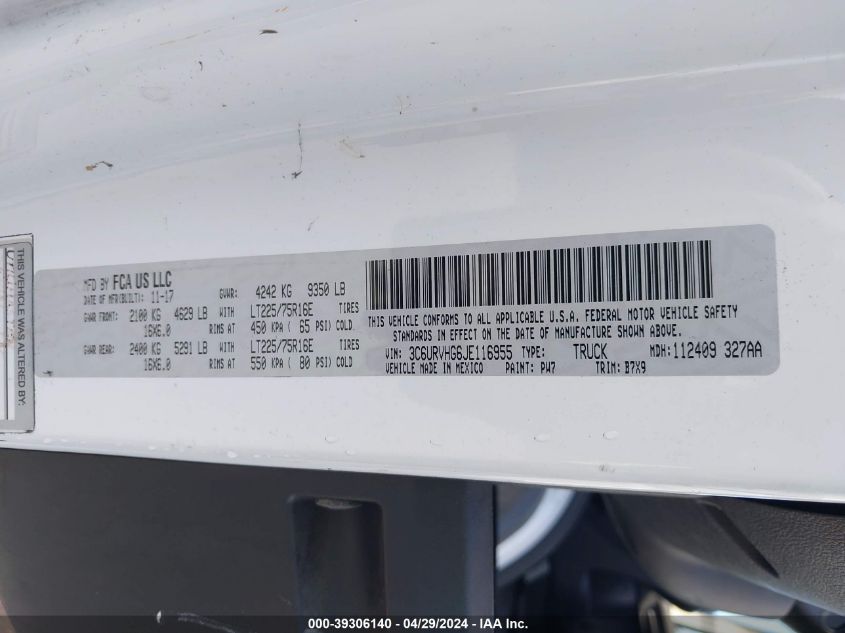 THIS VEHICLE WAS ALTERED BY:
MFD BY FCA US LLC
DATE OF MFR(BUILT): 11-17 GVWR: 4242 KG 9350 LB
GWR FRONT: 2100 KG 4629 LB WITH LT225/75R16E TIRES
16X6.0 RIMS AT 450 KPA ( 65 PSI) COLD
GWR REAR: 2400 KG 5291 LB WITH LT225/75R16E TIRES
16X6.0 RIMS AT 550 KPA ( 80 PSI) COLD
THIS VEHICLE CONFORMS TO ALL APPLICABLE U.S.A. FEDERAL MOTOR VEHICLE SAFETY
STANDARDS IN EFFECT ON THE DATE OF MANUFACTURE SHOWN ABOVE.
VIN: 3C6URVHG6JE116955 TYPE: TRUCK MDH: 112409 327AA
VEHICLE MADE IN MEXICO PAINT: PW7 TRIM: B7X9
000-39306140 - 04/29/2024 - IAA Inc.